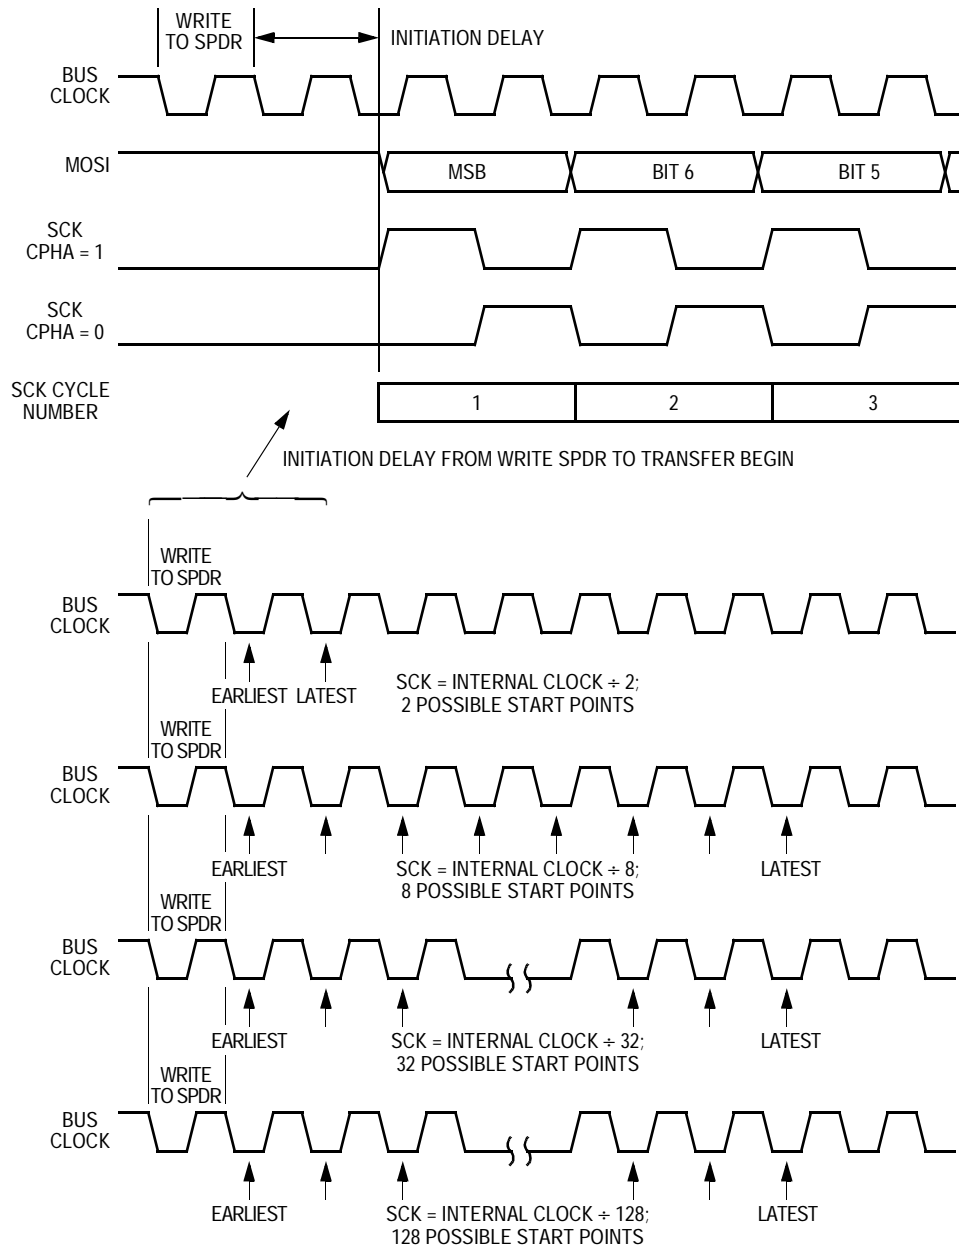 WRITE
TO SPDR
INITIATION DELAY
BUS
CLOCK
MOSI
MSB
BIT 6
BIT 5
SCK
CPHA = 1
SCK
CPHA = 0
SCK CYCLE
NUMBER
1
2
3
INITIATION DELAY FROM WRITE SPDR TO TRANSFER BEGIN
WRITE
TO SPDR
BUS
CLOCK
EARLIEST
LATEST
SCK = INTERNAL CLOCK ÷ 2;
2 POSSIBLE START POINTS
WRITE
TO SPDR
BUS
CLOCK
EARLIEST
SCK = INTERNAL CLOCK ÷ 8;
8 POSSIBLE START POINTS
LATEST
WRITE
TO SPDR
BUS
CLOCK
EARLIEST
SCK = INTERNAL CLOCK ÷ 32;
32 POSSIBLE START POINTS
LATEST
WRITE
TO SPDR
BUS
CLOCK
EARLIEST
SCK = INTERNAL CLOCK ÷ 128;
128 POSSIBLE START POINTS
LATEST